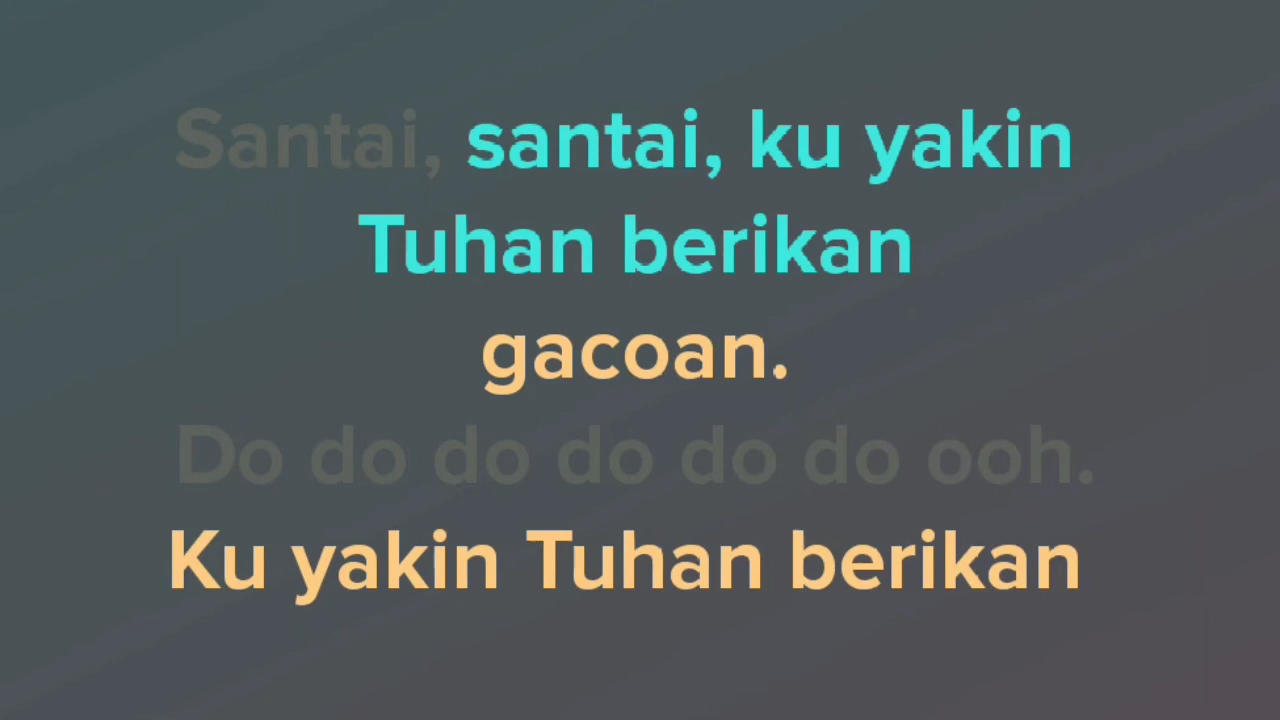 Santai, santai, ku yakin
Tuhan berikan
gacoan.
Do do do do do do ooh.
Ku yakin Tuhan berikan